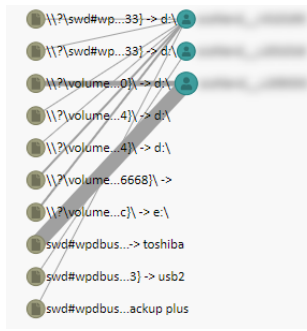 \\?\swd#wp...33} -> d:\
\\?\swd#wp...33} -> d:\
\\?\volume...0]\ -> d:\
\\?\volume...4}\ -> d:\
\\?\volume...4}\ -> d:\
\\?\volume...6668}\ ->
\\?\volume...c}\ -> e:\
swd#wpdbus...-> toshiba
swd#wpdbus...3} -> usb2
swd#wpdbus...ackup plus